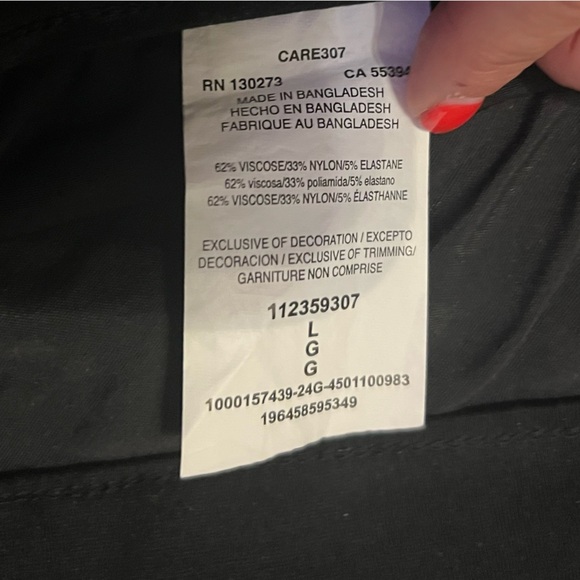 CARE307
RN 130273 CA 55394
MADE IN BANGLADESH
HECHO EN BANGLADESH
FABRIQUE AU BANGLADESH
62% VISCOSE/33% NYLON/5% ELASTANE
62% viscosa/33% poliamida/5% elastano
62% VISCOSE/33% NYLON/5% ÉLASTHANNE
EXCLUSIVE OF DECORATION / EXCEPTO
DECORACION / EXCLUSIVE OF TRIMMING/
GARNITURE NON COMPRISE
112359307
L
G
G
1000157439-24G-4501100983
196458595349